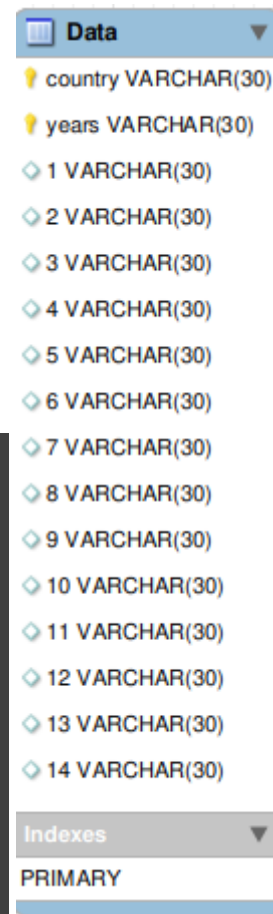 Data
country VARCHAR(30)
years VARCHAR(30)
1 VARCHAR(30)
2 VARCHAR(30)
3 VARCHAR(30)
4 VARCHAR(30)
5 VARCHAR(30)
6 VARCHAR(30)
7 VARCHAR(30)
8 VARCHAR(30)
9 VARCHAR(30)
10 VARCHAR(30)
11 VARCHAR(30)
12 VARCHAR(30)
13 VARCHAR(30)
14 VARCHAR(30)
Indexes
PRIMARY